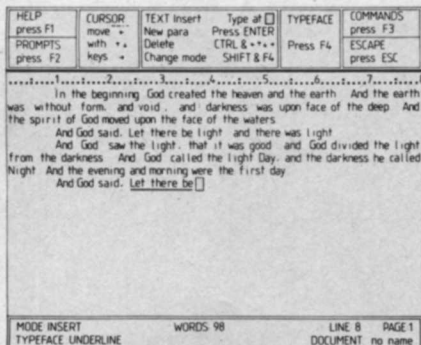 HELP press F1 CURSOR move with keys TEXT Insert Type at TYPEFACE COMMANDS press F3
New para Press ENTER
PROMPTS press F2 Delete CTRL & Press F4 ESCAPE press ESC
Change mode SHIFT & F4
....:....1....:....2....:....3....:....4....:....5....:....6....:....7....:....
In the beginning God created the heaven and the earth And the earth
was without form. and void . and darkness was upon face of the deep And
the spirit of God moved upon the face of the waters
And God said. Let there be light and there was light
And God saw the light. that it was good and God divided the light
from the darkness And God called the light Day. and the darkness he called
Night And the evening and morning were the first day
And God said. Let there be
MODE INSERT WORDS 98 LINE 8 PAGE 1
TYPEFACE UNDERLINE DOCUMENT no name